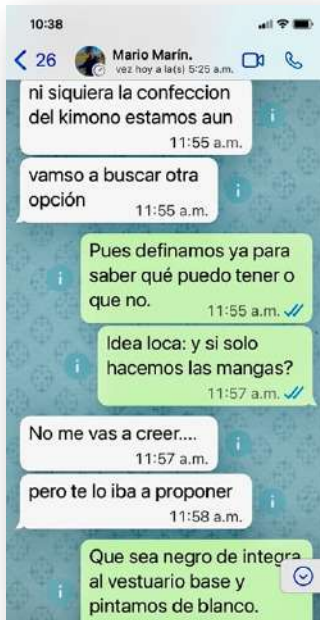 10:38
26
Mario Marín.
vez hoy a la(s) 5:25 a.m.
ni siquiera la confeccion
del kimono estamos aun
11:55 a.m.
vamso a buscar otra
opción
11:55 a.m.
Pues definamos ya para
saber qué puedo tener o
que no.
11:55 a.m.
Idea loca: y si solo
hacemos las mangas?
11:57 a.m.
No me vas a creer....
11:57 a.m.
pero te lo iba a proponer
11:58 a.m.
Que sea negro de integra
al vestuario base y
pintamos de blanco.